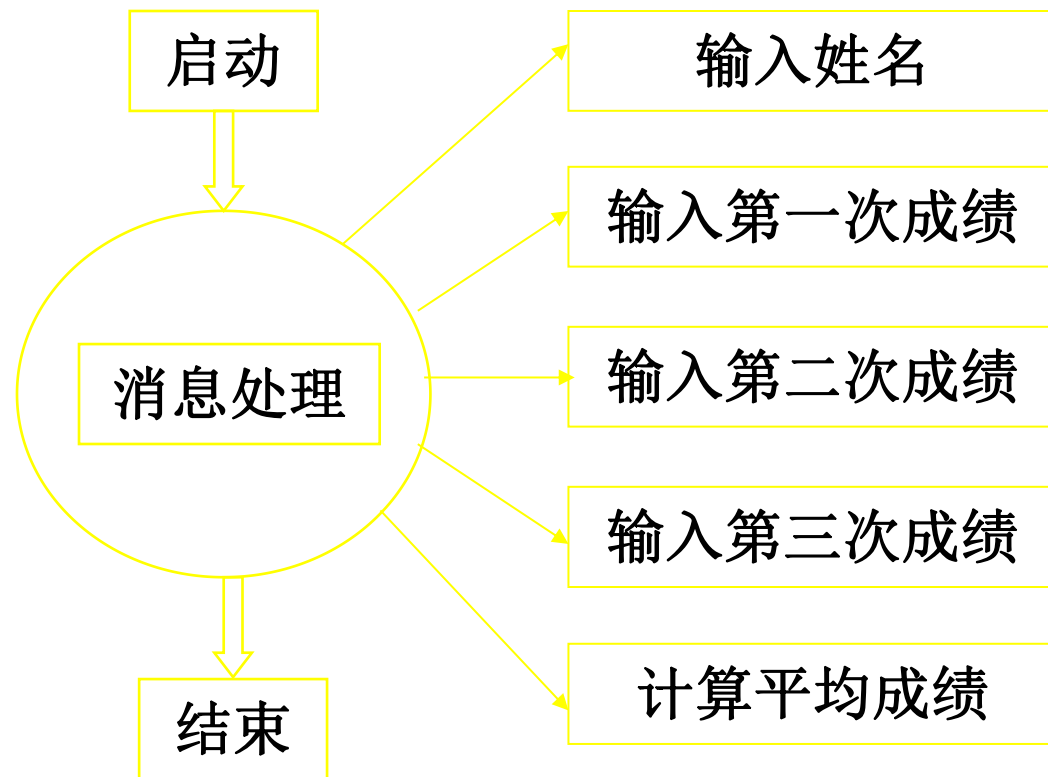 启动
消息处理
结束
输入姓名
输入第一次成绩
输入第二次成绩
输入第三次成绩
计算平均成绩